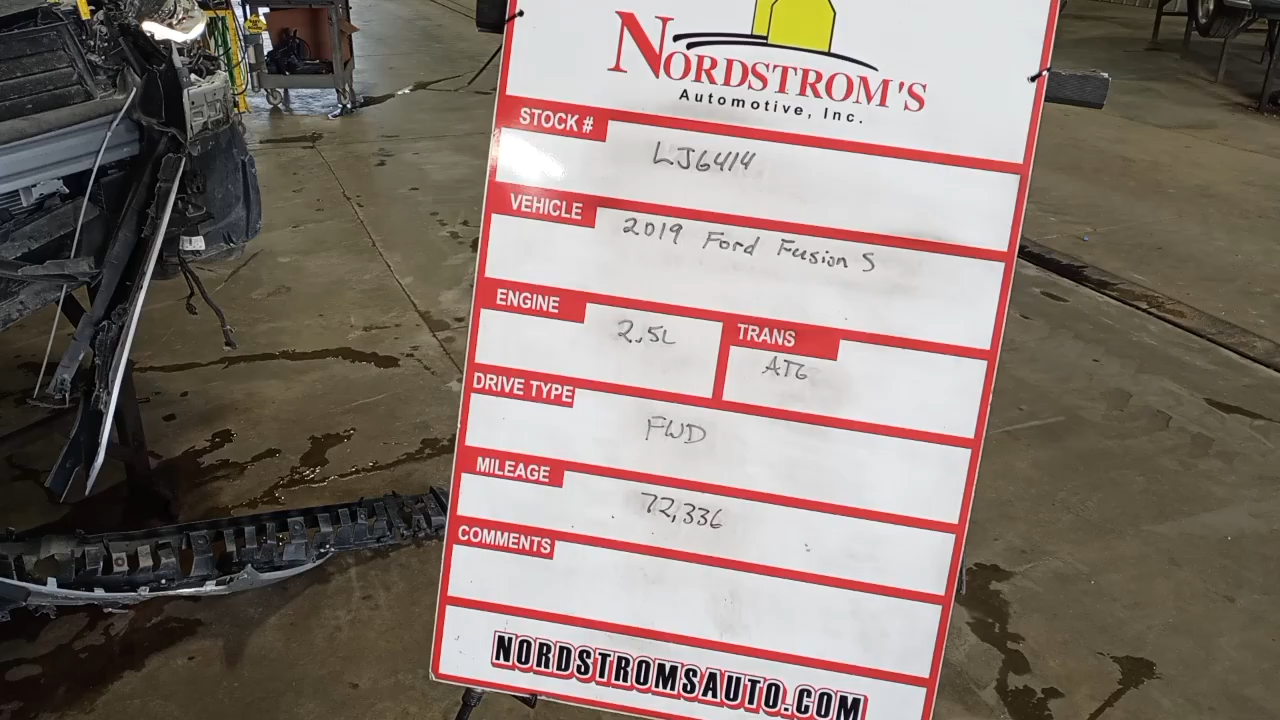 NORDSTROM'S
Automotive, Inc.
STOCK #
LJ6414
VEHICLE
2019 Ford Fusion S
ENGINE
2.5L
TRANS
AT6
DRIVE TYPE
FWD
MILEAGE
72,336
COMMENTS
NORDSTROMSAUTO.COM